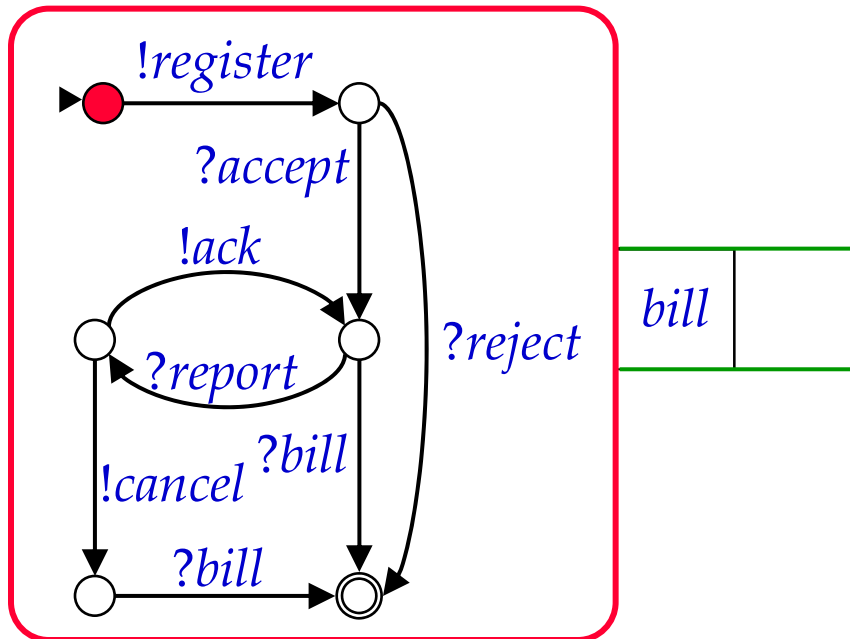 !register
?accept
!ack
bill
?reject
?report
?bill
!cancel
?bill